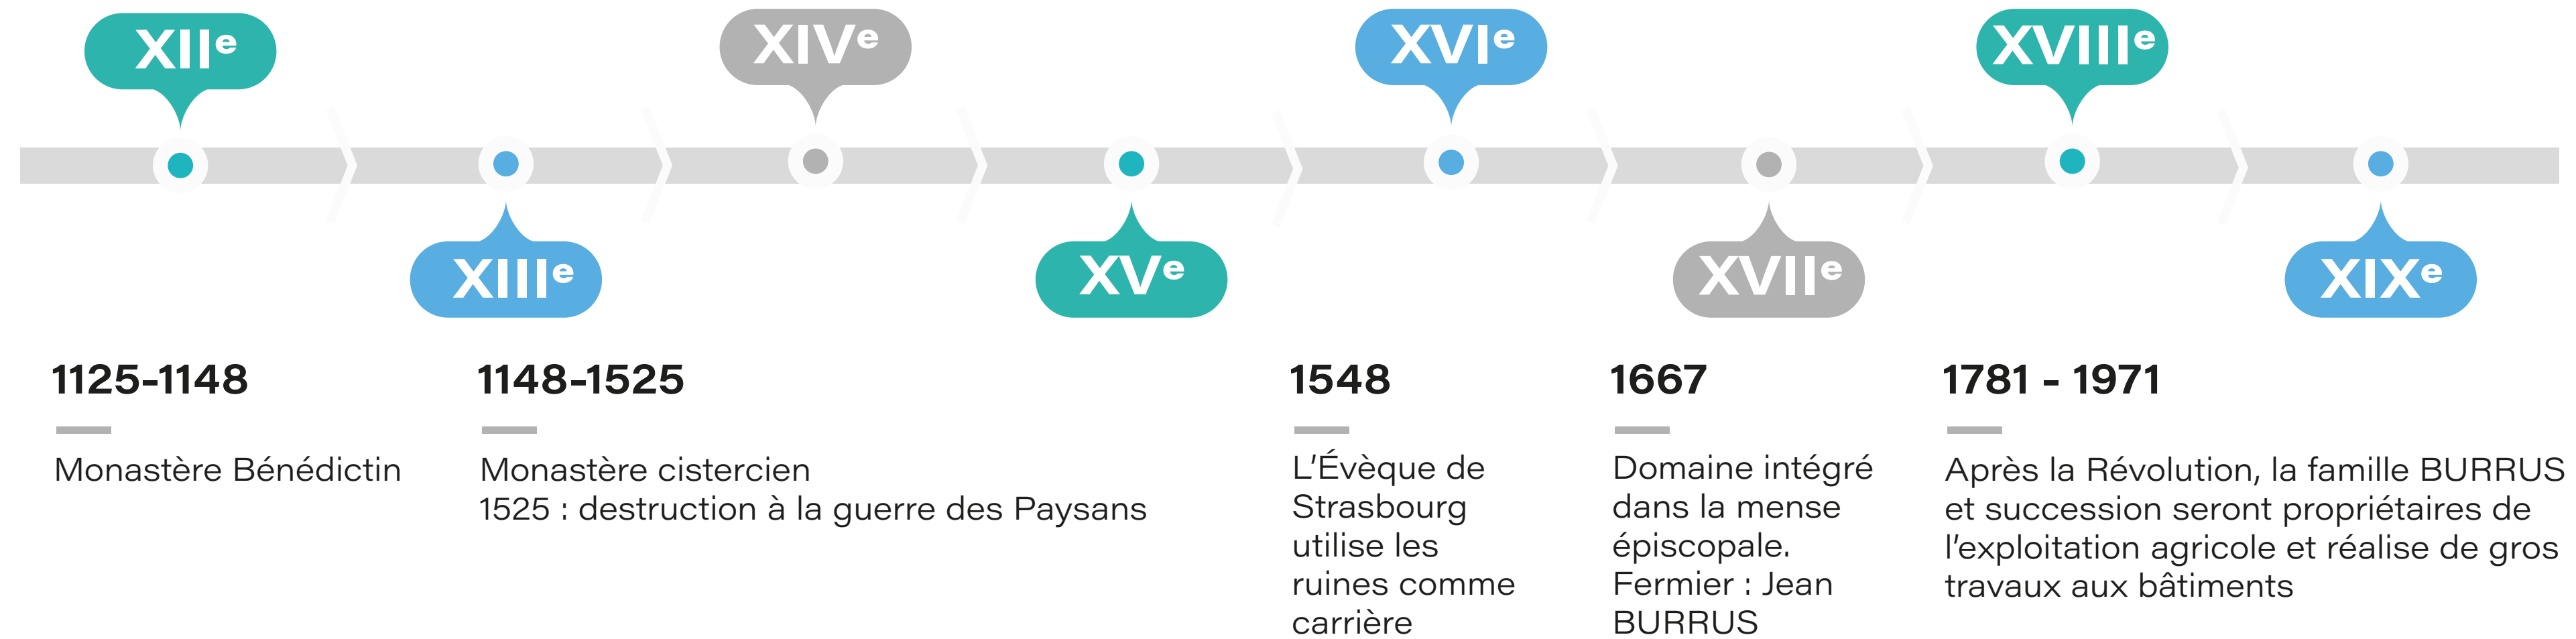 XIIe
XIVe
XVIe
XVIIIe
XIIIe
XVe
XVIIe
XIXe
1125-1148
Monastère Bénédictin
1148-1525
Monastère cistercien
1525 : destruction à la guerre des Paysans
1548
L’Évèque de
Strasbourg
utilise les
ruines comme
carrière
1667
Domaine intégré
dans la mense
épiscopale.
Fermier : Jean
BURRUS
1781 - 1971
Après la Révolution, la famille BURRUS
et succession seront propriétaires de
l’exploitation agricole et réalise de gros
travaux aux bâtiments